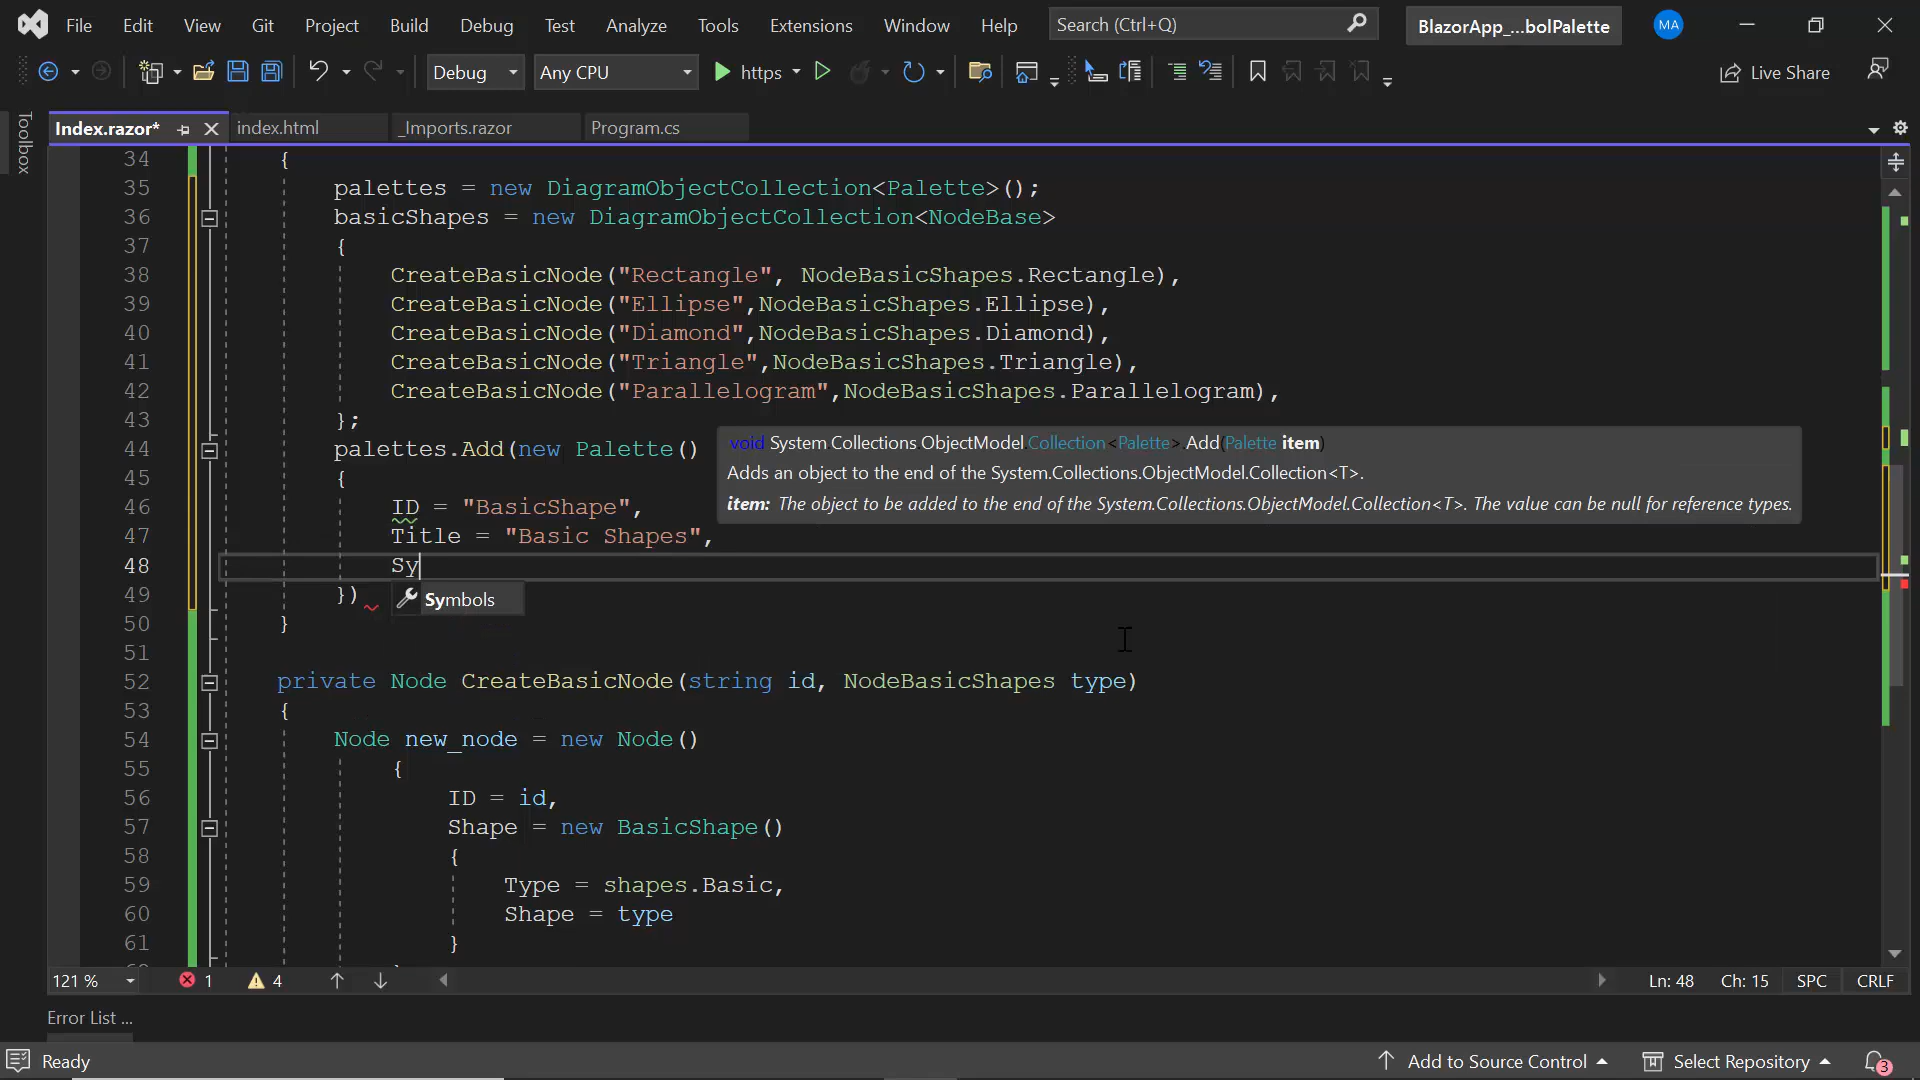 File Edit View Git Project Build Debug Test Analyze Tools Extensions Window Help Search (Ctrl+Q) BlazorApp_...bolPalette MA
Debug Any CPU https Live Share
Toolbox
Index.razor* index.html _Imports.razor Program.cs
34 {
35 palettes = new DiagramObjectCollection<Palette>();
36 basicShapes = new DiagramObjectCollection<NodeBase>
37 {
38 CreateBasicNode("Rectangle", NodeBasicShapes.Rectangle),
39 CreateBasicNode("Ellipse",NodeBasicShapes.Ellipse),
40 CreateBasicNode("Diamond",NodeBasicShapes.Diamond),
41 CreateBasicNode("Triangle",NodeBasicShapes.Triangle),
42 CreateBasicNode("Parallelogram",NodeBasicShapes.Parallelogram),
43 };
44 palettes.Add(new Palette()
void System.Collections.ObjectModel.Collection<Palette>.Add(Palette item)
Adds an object to the end of the System.Collections.ObjectModel.Collection<T>.
item: The object to be added to the end of the System.Collections.ObjectModel.Collection<T>. The value can be null for reference types.
45 {
46 ID = "BasicShape",
47 Title = "Basic Shapes",
48 Sy
49 })
Symbols
50 }
51
52 private Node CreateBasicNode(string id, NodeBasicShapes type)
53 {
54 Node new_node = new Node()
55 {
56 ID = id,
57 Shape = new BasicShape()
58 {
59 Type = shapes.Basic,
60 Shape = type
61 }
121 % 1 4 Ln: 48 Ch: 15 SPC CRLF
Error List ...
Ready Add to Source Control Select Repository 3